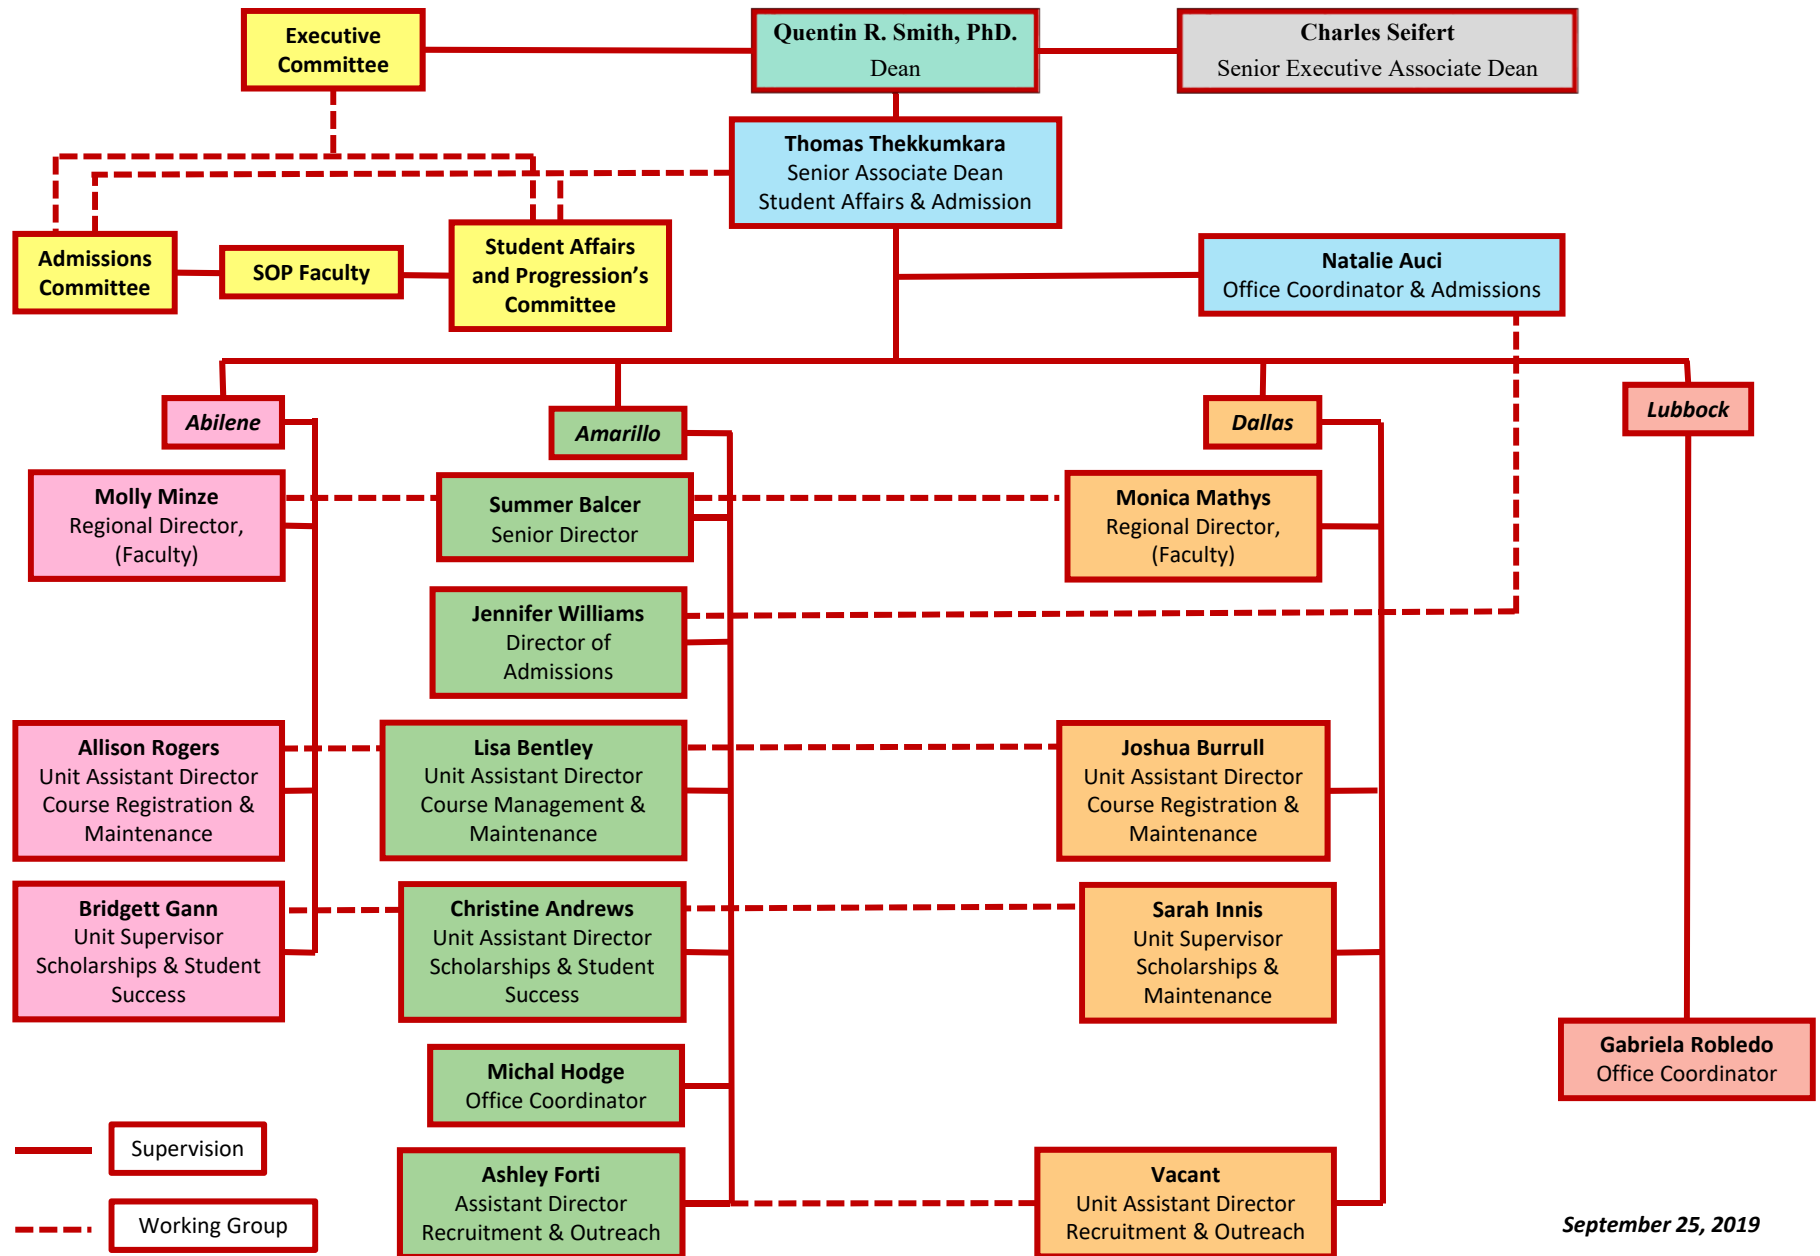 Executive
Committee
Quentin R. Smith, PhD.
Dean
Charles Seifert
Senior Executive Associate Dean
Thomas Thekkumkara
Senior Associate Dean
Student Affairs & Admission
Admissions
Committee
SOP Faculty
Student Affairs
and Progression’s
Committee
Natalie Auci
Office Coordinator & Admissions
Abilene
Amarillo
Dallas
Lubbock
Molly Minze
Regional Director,
(Faculty)
Summer Balcer
Senior Director
Monica Mathys
Regional Director,
(Faculty)
Jennifer Williams
Director of
Admissions
Allison Rogers
Unit Assistant Director
Course Registration &
Maintenance
Lisa Bentley
Unit Assistant Director
Course Management &
Maintenance
Joshua Burrull
Unit Assistant Director
Course Registration &
Maintenance
Bridgett Gann
Unit Supervisor
Scholarships & Student
Success
Christine Andrews
Unit Assistant Director
Scholarships & Student
Success
Sarah Innis
Unit Supervisor
Scholarships &
Maintenance
Gabriela Robledo
Office Coordinator
Michal Hodge
Office Coordinator
Ashley Forti
Assistant Director
Recruitment & Outreach
Vacant
Unit Assistant Director
Recruitment & Outreach
Supervision
Working Group
September 25, 2019